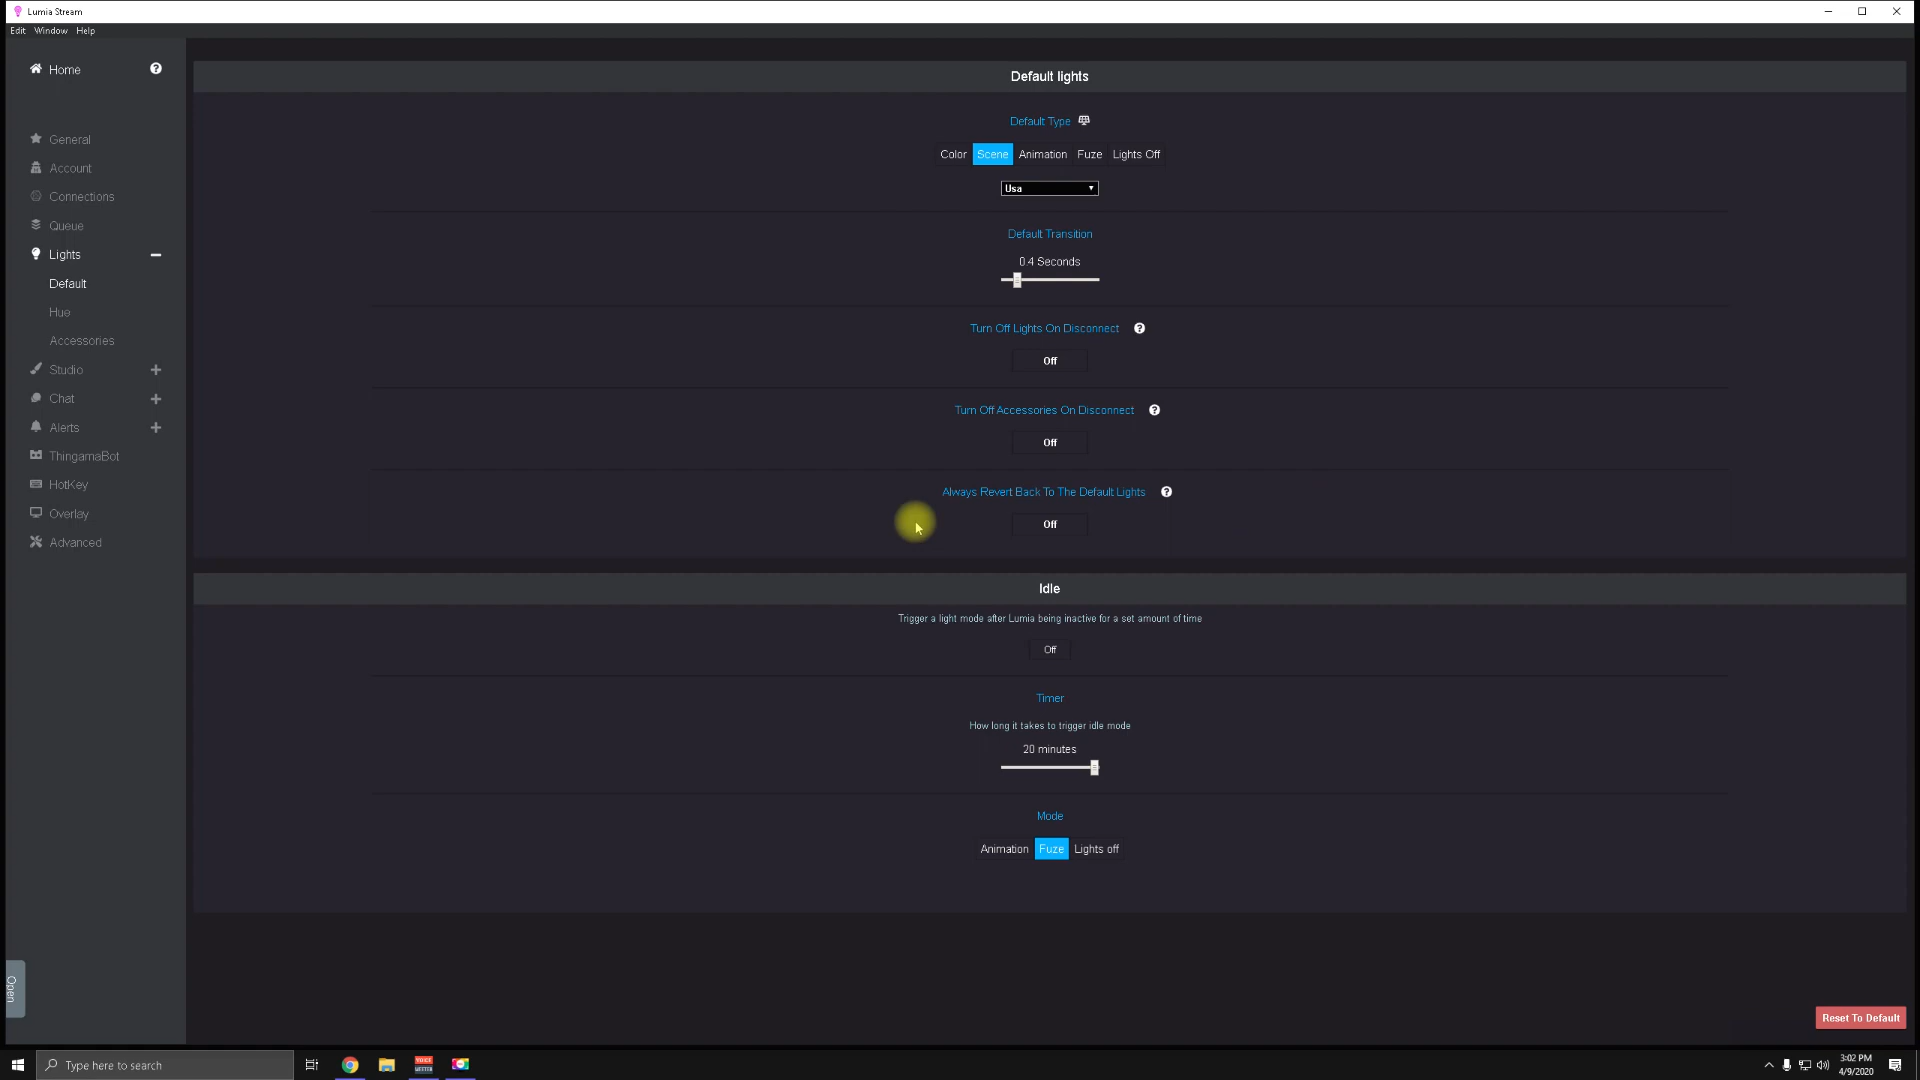 Lumia Stream
Edit Window Help
Home
General
Account
Connections
Queue
Lights
Default
Hue
Accessories
Studio
Chat
Alerts
ThingamaBot
HotKey
Overlay
Advanced
Open
Default lights
Default Type
Color Scene Animation Fuze Lights Off
Usa
Default Transition
0.4 Seconds
Turn Off Lights On Disconnect
Off
Turn Off Accessories On Disconnect
Off
Always Revert Back To The Default Lights
Off
Idle
Trigger a light mode after Lumia being inactive for a set amount of time
Off
Timer
How long it takes to trigger idle mode
20 minutes
Mode
Animation Fuze Lights off
Reset To Default
Type here to search
VOICE
MEETER
3:02 PM
4/9/2020